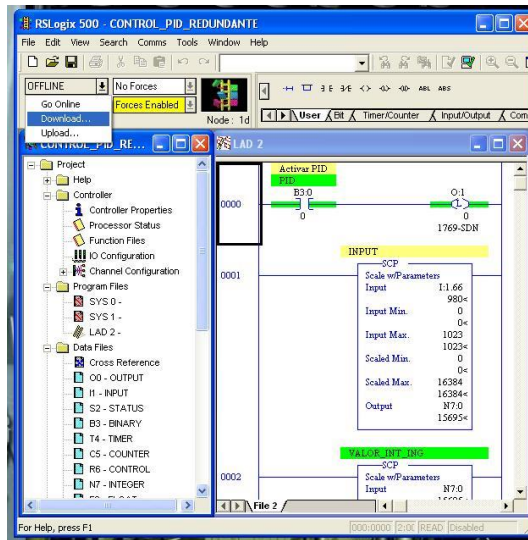 RSLogix 500 - CONTROL_PID_REDUNDANTE
File Edit View Search Comms Tools Window Help
OFFLINE No Forces
Go Online
Forces Enabled
Download...
Upload...
Node: 1d
ABL ABS
User Bit Timer/Counter Input/Output Com
CONTROL_PID_RE...
LAD 2
Project
Help
Controller
Controller Properties
Processor Status
Function Files
IO Configuration
Channel Configuration
Program Files
SYS 0 -
SYS 1 -
LAD 2 -
Data Files
Cross Reference
O0 - OUTPUT
I1 - INPUT
S2 - STATUS
B3 - BINARY
T4 - TIMER
C5 - COUNTER
R6 - CONTROL
N7 - INTEGER
Activar PID
PID
B3:0 O:1
0000
L
0 0
1769-SDN
INPUT
SCP
0001
Scale w/Parameters
Input I:1.66
980<
Input Min. 0
0<
Input Max. 1023
1023<
Scaled Min. 0
0<
Scaled Max. 16384
16384<
Output N7:0
15695<
VALOR_INT_ING
SCP
0002
Scale w/Parameters
Input N7:0
File 2
For Help, press F1
000:0000 READ Disabled